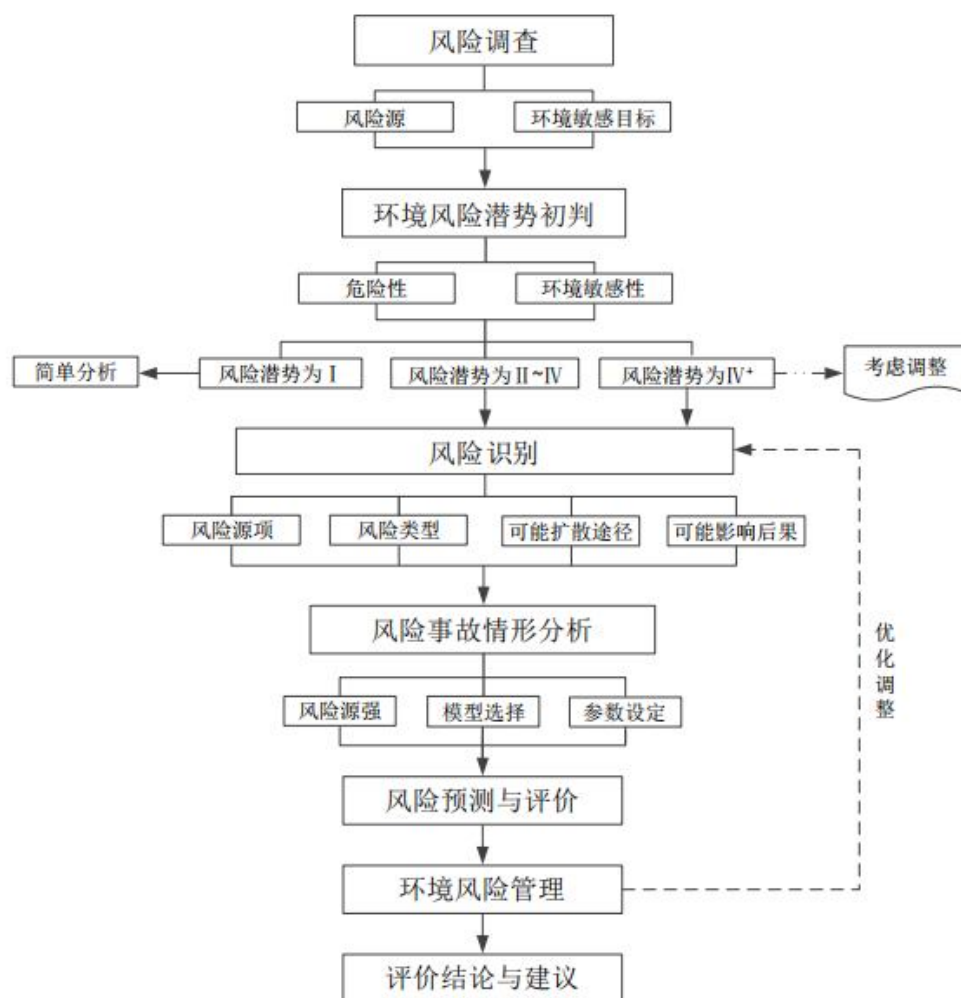 风险调查
风险源
环境敏感目标
环境风险潜势初判
危险性
环境敏感性
简单分析
风险潜势为Ⅰ
风险潜势为Ⅱ~Ⅳ
风险潜势为Ⅳ⁺
考虑调整
风险识别
风险源项
风险类型
可能扩散途径
可能影响后果
风险事故情形分析
优化调整
风险源强
模型选择
参数设定
风险预测与评价
环境风险管理
评价结论与建议